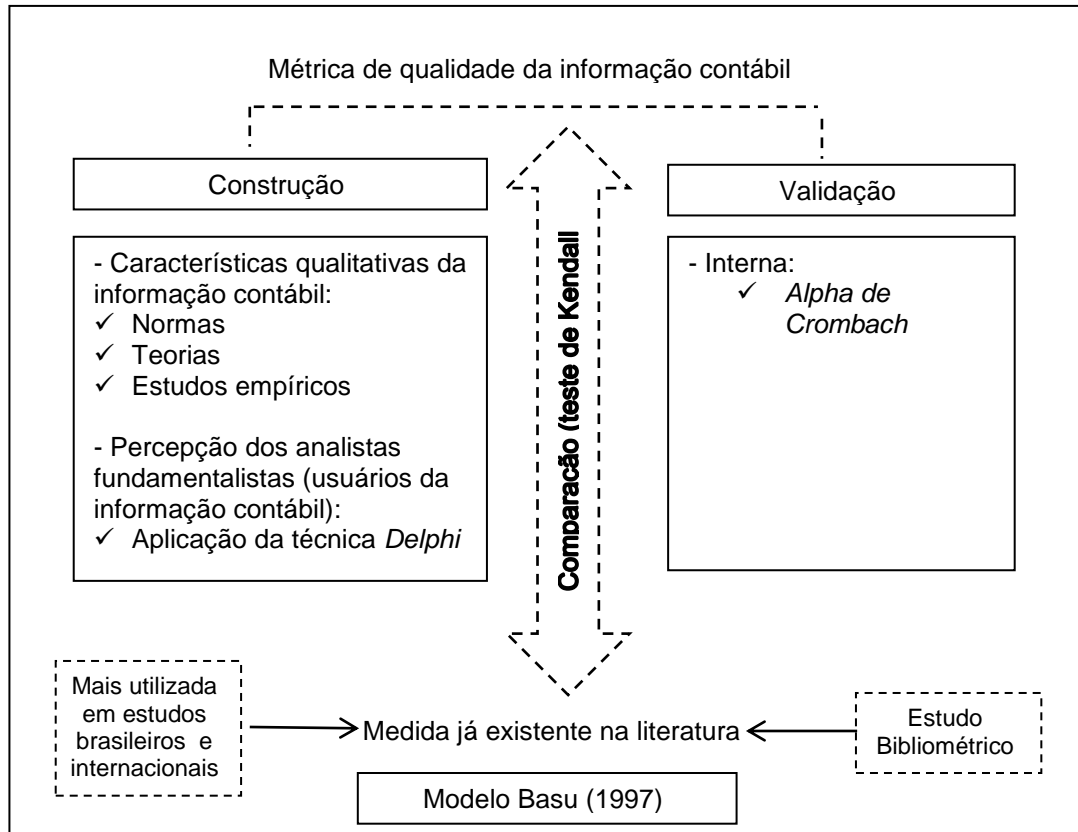 Métrica de qualidade da informação contábil
Construção
Validação
- Características qualitativas da
informação contábil:
✓ Normas
✓ Teorias
✓ Estudos empíricos
- Percepção dos analistas
fundamentalistas (usuários da
informação contábil):
✓ Aplicação da técnica Delphi
Comparação (teste de Kendall
- Interna:
✓ Alpha de
Crombach
Mais utilizada
em estudos
brasileiros e
internacionais
Medida já existente na literatura
Estudo
Bibliométrico
Modelo Basu (1997)